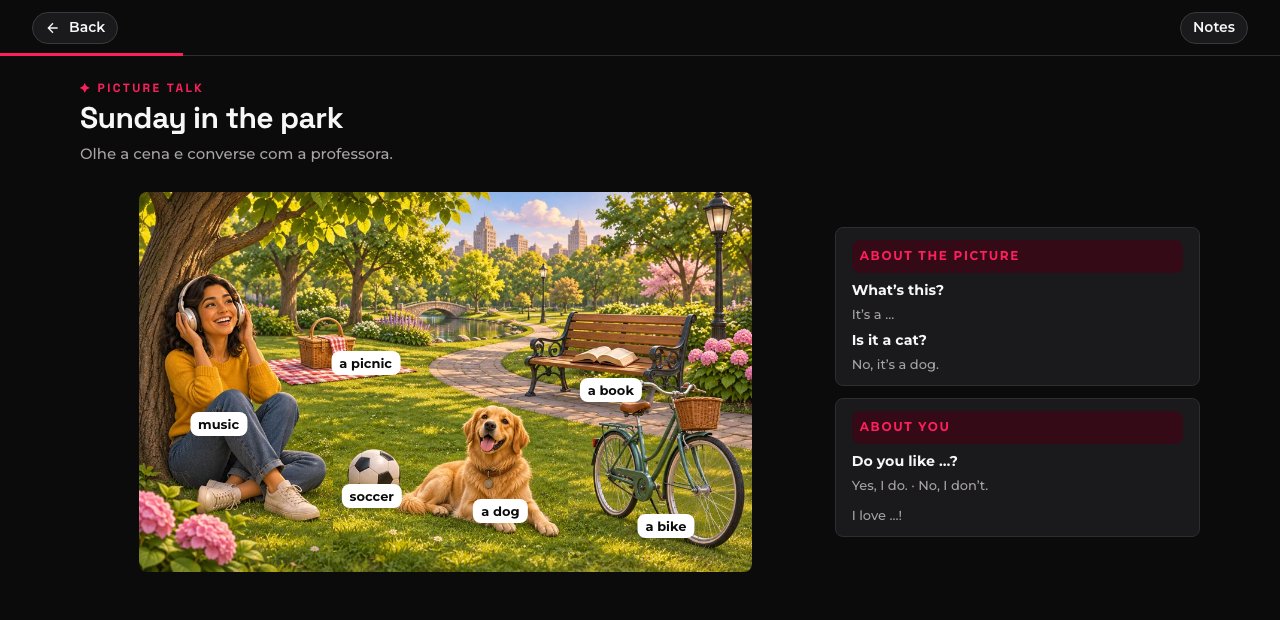 Back
Notes
PICTURE TALK
Sunday in the park
Olhe a cena e converse com a professora.
a picnic
a book
music
soccer
a dog
a bike
ABOUT THE PICTURE
What's this?
It's a ...
Is it a cat?
No, it's a dog.
ABOUT YOU
Do you like ...?
Yes, I do. · No, I don't.
I love ...!